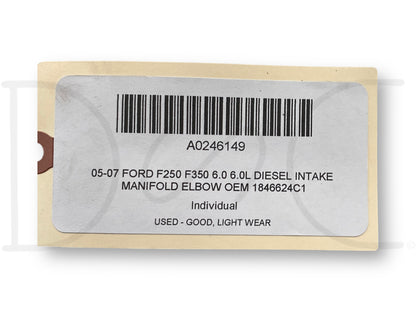 A0246149
05-07 FORD F250 F350 6.0 6.0L DIESEL INTAKE
MANIFOLD ELBOW OEM 1846624C1
Individual
USED - GOOD, LIGHT WEAR